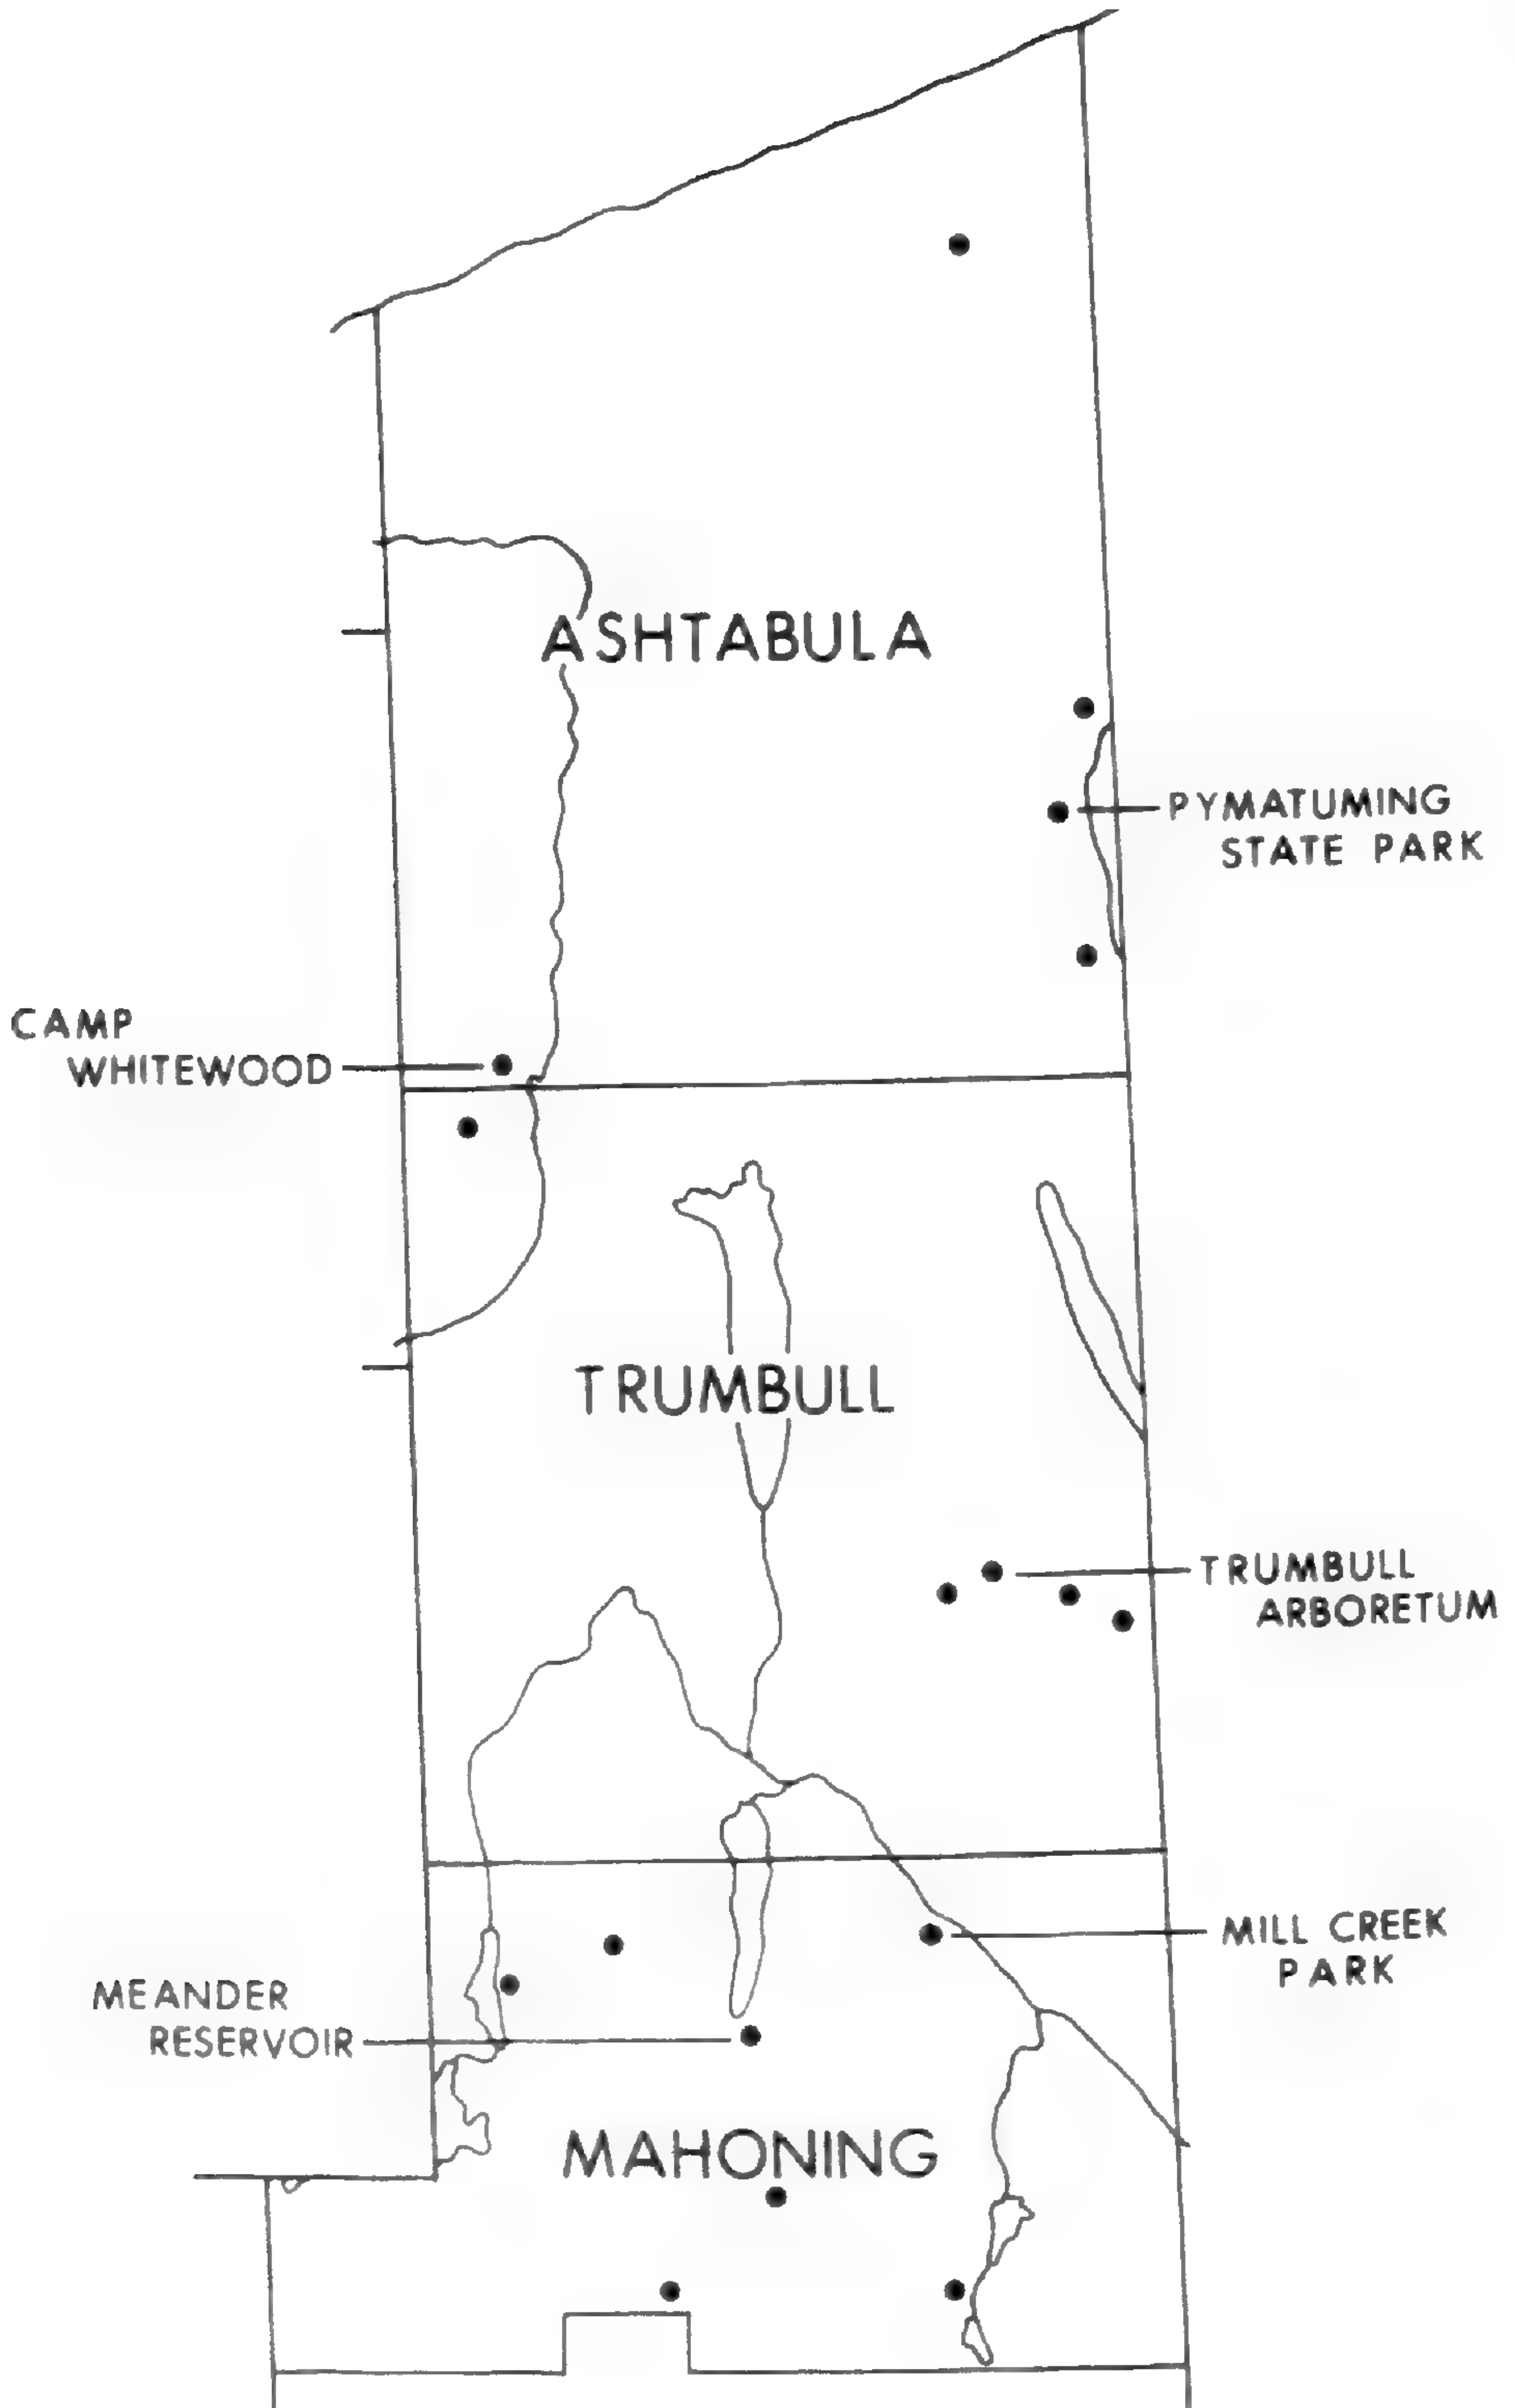 ASHTABULA
PYMATUMING
STATE PARK
CAMP
WHITEWOOD
TRUMBULL
TRUMBULL
ARBORETUM
MILL CREEK
PARK
MEANDER
RESERVOIR
MAHONING